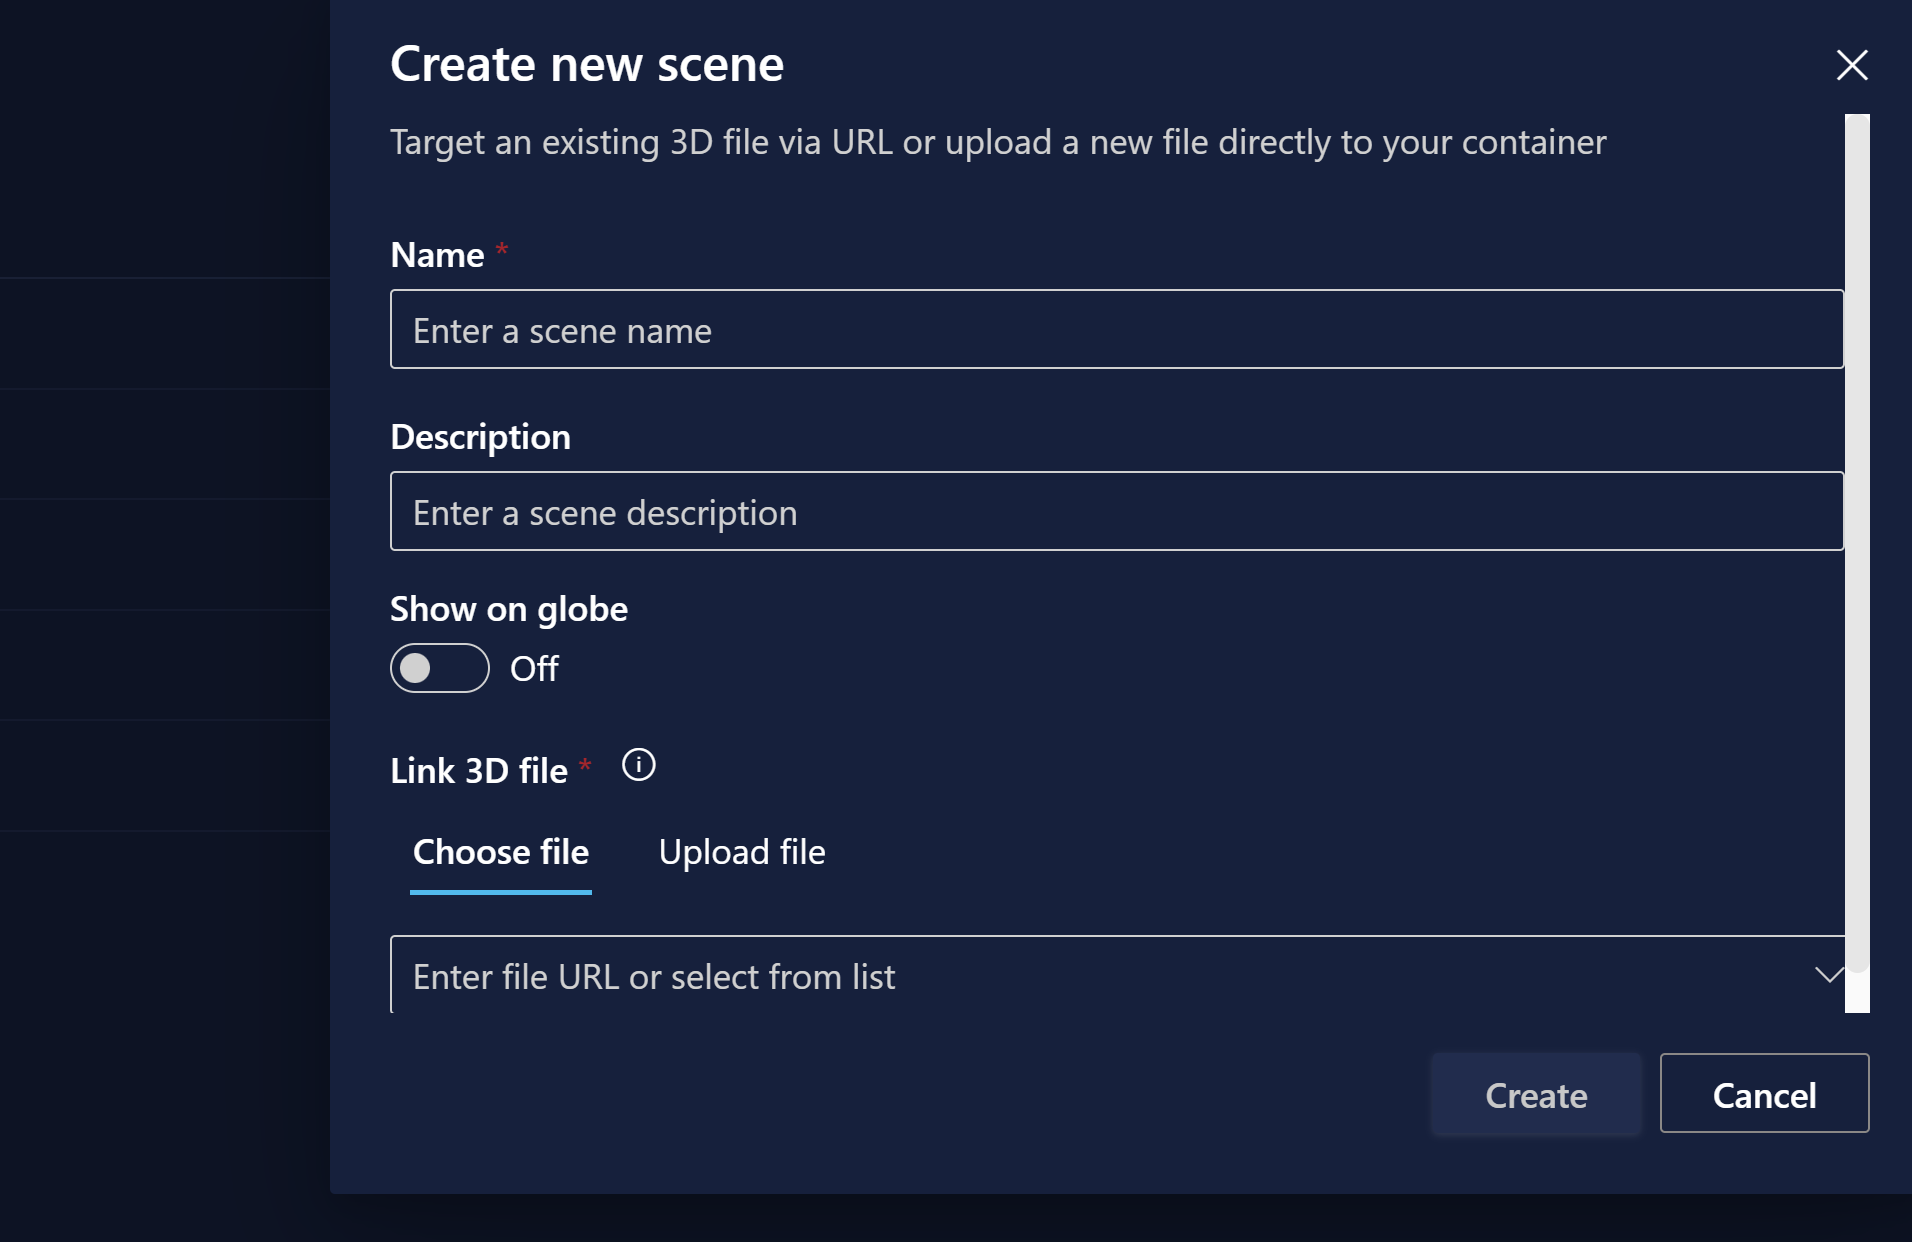 Create new scene
Target an existing 3D file via URL or upload a new file directly to your container
Name *
Enter a scene name
Description
Enter a scene description
Show on globe
Off
Link 3D file *
Choose file Upload file
Enter file URL or select from list
Create Cancel